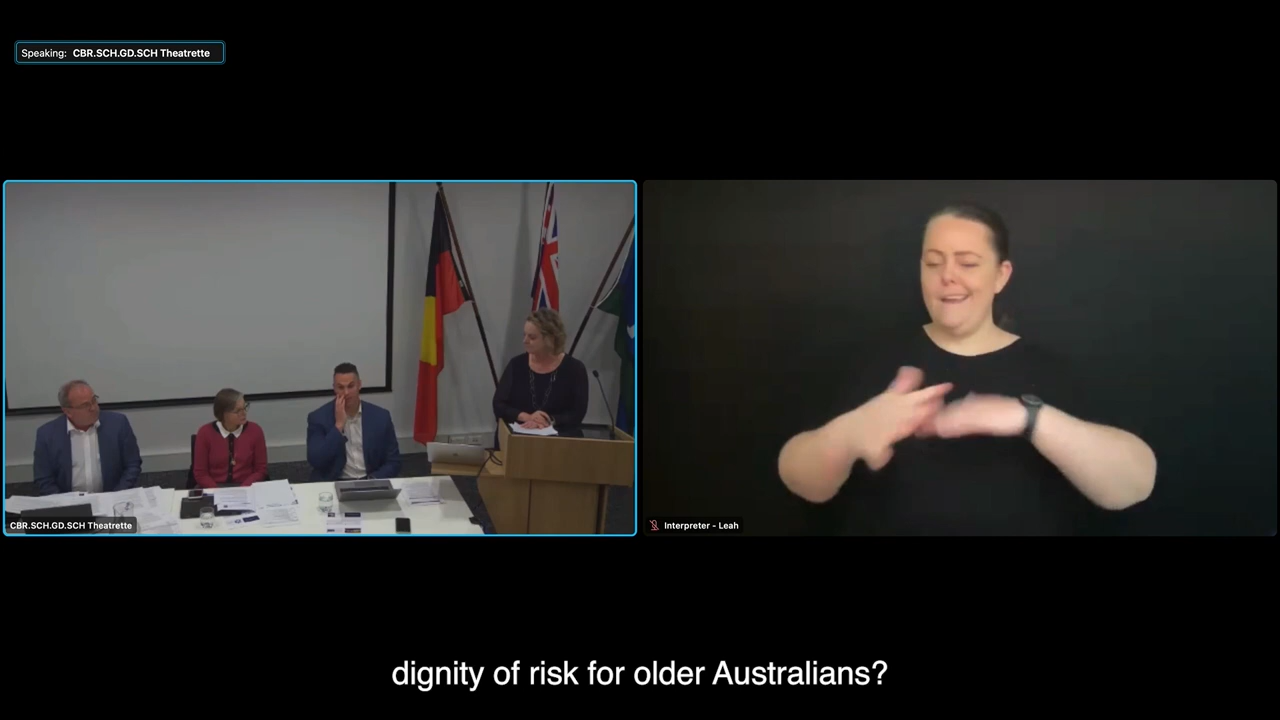 Speaking: CBR.SCH.GD.SCH Theatrette
CBR.SCH.GD.SCH Theatrette
Interpreter - Leah
dignity of risk for older Australians?